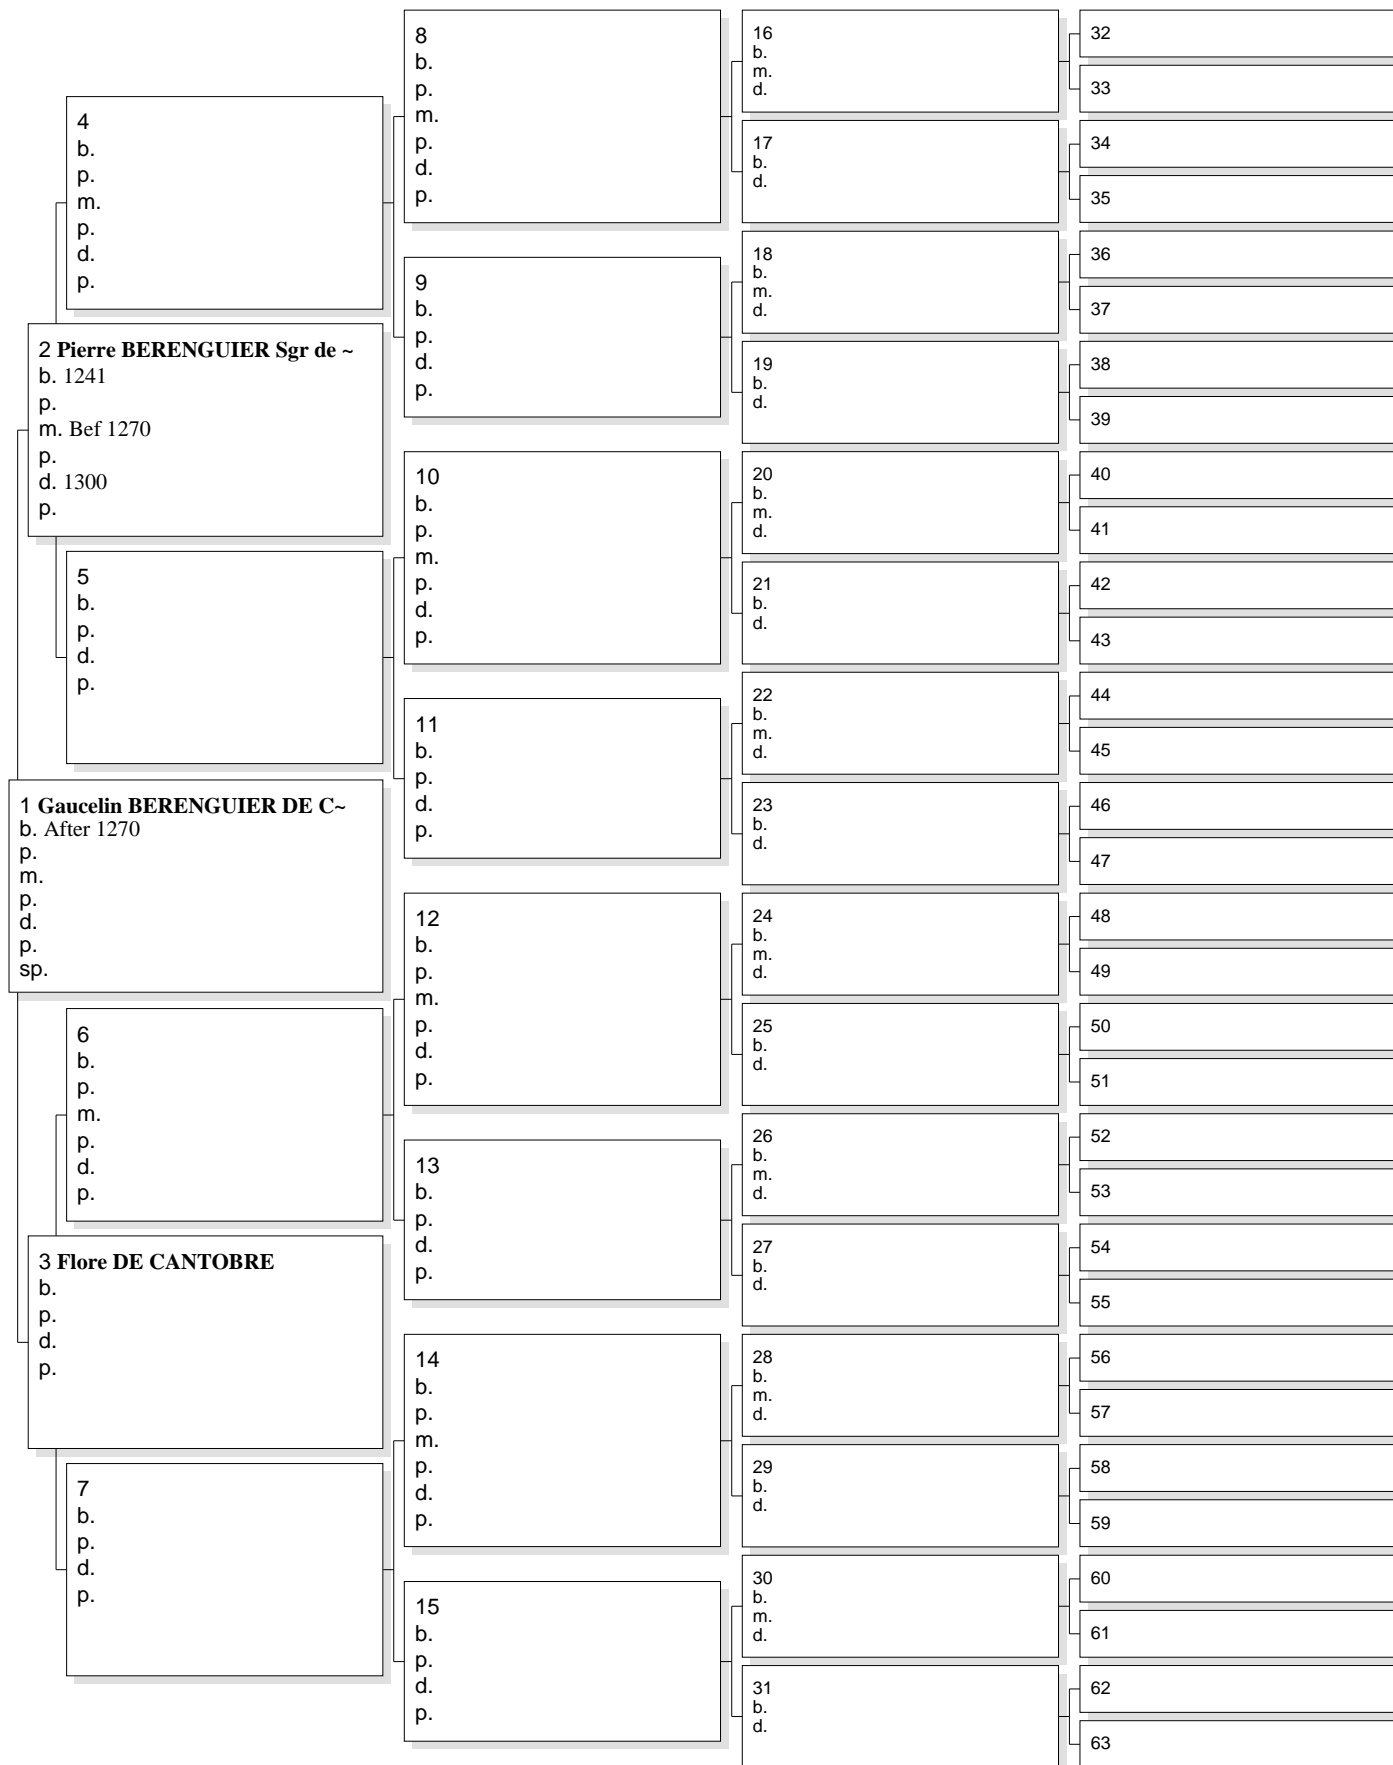 1 Gaucelin BERENGUIER DE C~
b. After 1270
p.
m.
p.
d.
p.
sp.
2 Pierre BERENGUIER Sgr de ~
b. 1241
p.
m. Bef 1270
p.
d. 1300
p.
3 Flore DE CANTOBRE
b.
p.
d.
p.
4
b.
p.
m.
p.
d.
p.
5
b.
p.
d.
p.
6
b.
p.
m.
p.
d.
p.
7
b.
p.
d.
p.
8
b.
p.
m.
p.
d.
p.
9
b.
p.
d.
p.
10
b.
p.
m.
p.
d.
p.
11
b.
p.
d.
p.
12
b.
p.
m.
p.
d.
p.
13
b.
p.
d.
p.
14
b.
p.
m.
p.
d.
p.
15
b.
p.
d.
p.
16
b.
m.
d.
17
b.
d.
18
b.
m.
d.
19
b.
d.
20
b.
m.
d.
21
b.
d.
22
b.
m.
d.
23
b.
d.
24
b.
m.
d.
25
b.
d.
26
b.
m.
d.
27
b.
d.
28
b.
m.
d.
29
b.
d.
30
b.
m.
d.
31
b.
d.
32
33
34
35
36
37
38
39
40
41
42
43
44
45
46
47
48
49
50
51
52
53
54
55
56
57
58
59
60
61
62
63